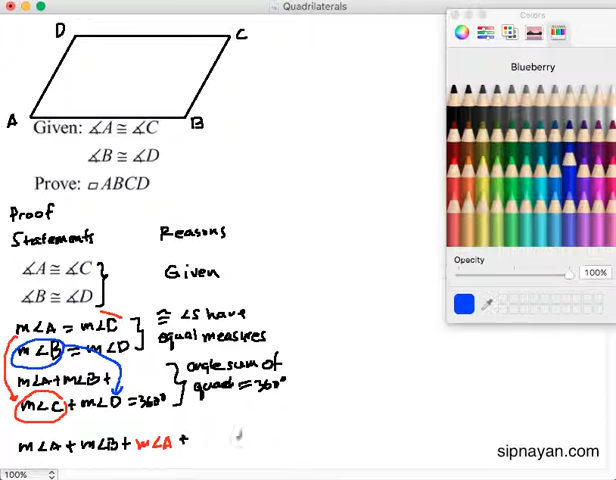 Quadrilaterals
Colors
D
C
A
B
Blueberry
Given: ∡A ≅ ∡C
∡B ≅ ∡D
Prove: ▱ ABCD
Proof
Statements
Reasons
∡A ≅ ∡C
∡B ≅ ∡D
Given
m∠A = m∠C
m∠B = m∠D
≅ ∠s have
equal measures
m∠A + m∠B +
m∠C + m∠D = 360°
angle sum of
quad = 360°
m∠A + m∠B + m∠A +
Opacity
100%
sipnayan.com
100%